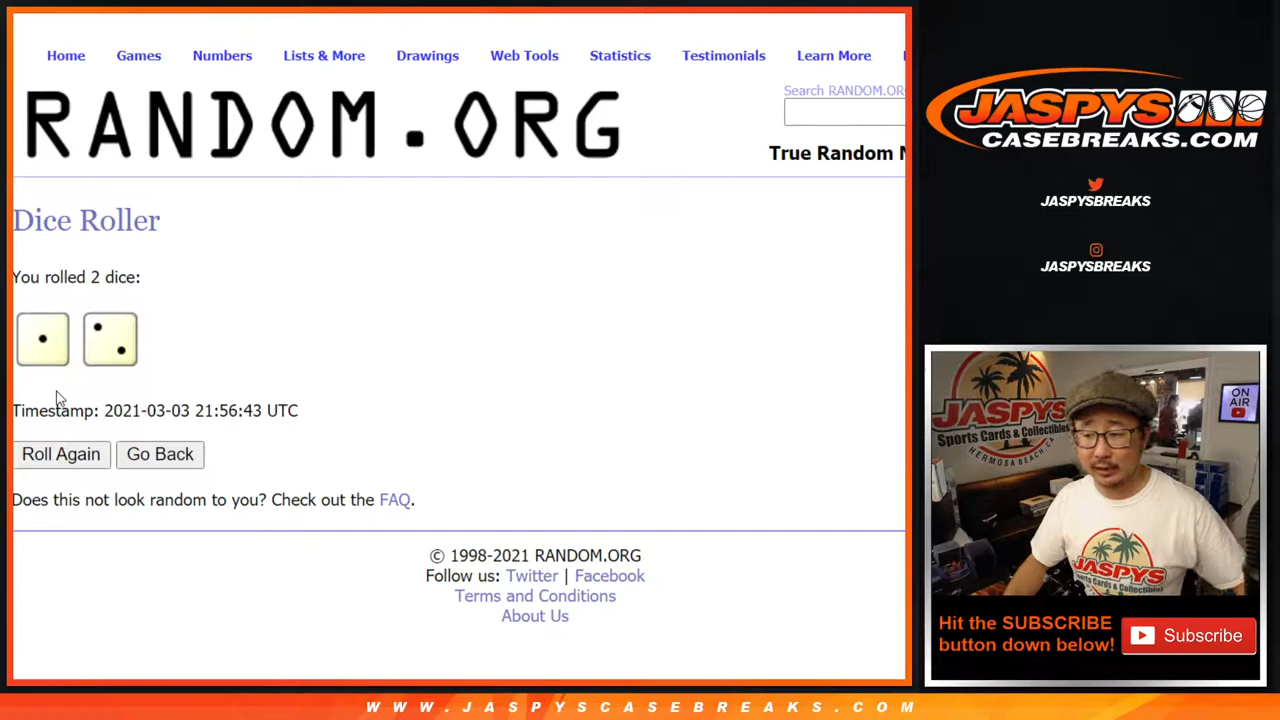 Home Games Numbers Lists & More Drawings Web Tools Statistics Testimonials Learn More
RANDOM.ORG
Search RANDOM.OR
True Random N
Dice Roller
You rolled 2 dice:
Timestamp: 2021-03-03 21:56:43 UTC
Roll Again Go Back
Does this not look random to you? Check out the FAQ.
© 1998-2021 RANDOM.ORG
Follow us: Twitter | Facebook
Terms and Conditions
About Us
JASPYS
CASEBREAKS.COM
JASPYSBREAKS
JASPYSBREAKS
JASPYS
Sports Cards & Collectibles
HERMOSA BEACH, CA
ON
AIR
JASPYS
Hit the SUBSCRIBE
button down below!
Subscribe
WWW.JASPYSCASEBREAKS.COM